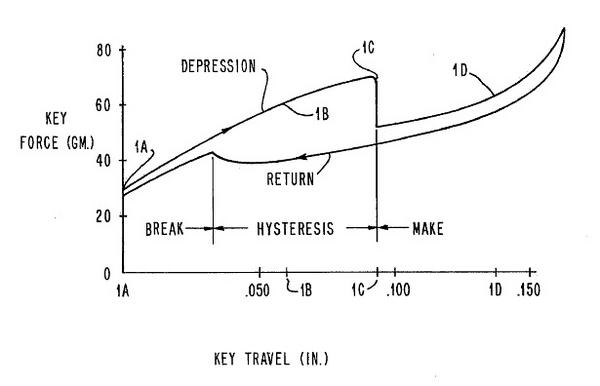 1C
80
DEPRESSION
1D
60
1B
KEY
FORCE (GM.)
1A
40
RETURN
20
BREAK
HYSTERESIS
MAKE
0
1A
.050
1B
1C
.100
1D
.150
KEY TRAVEL (IN.)